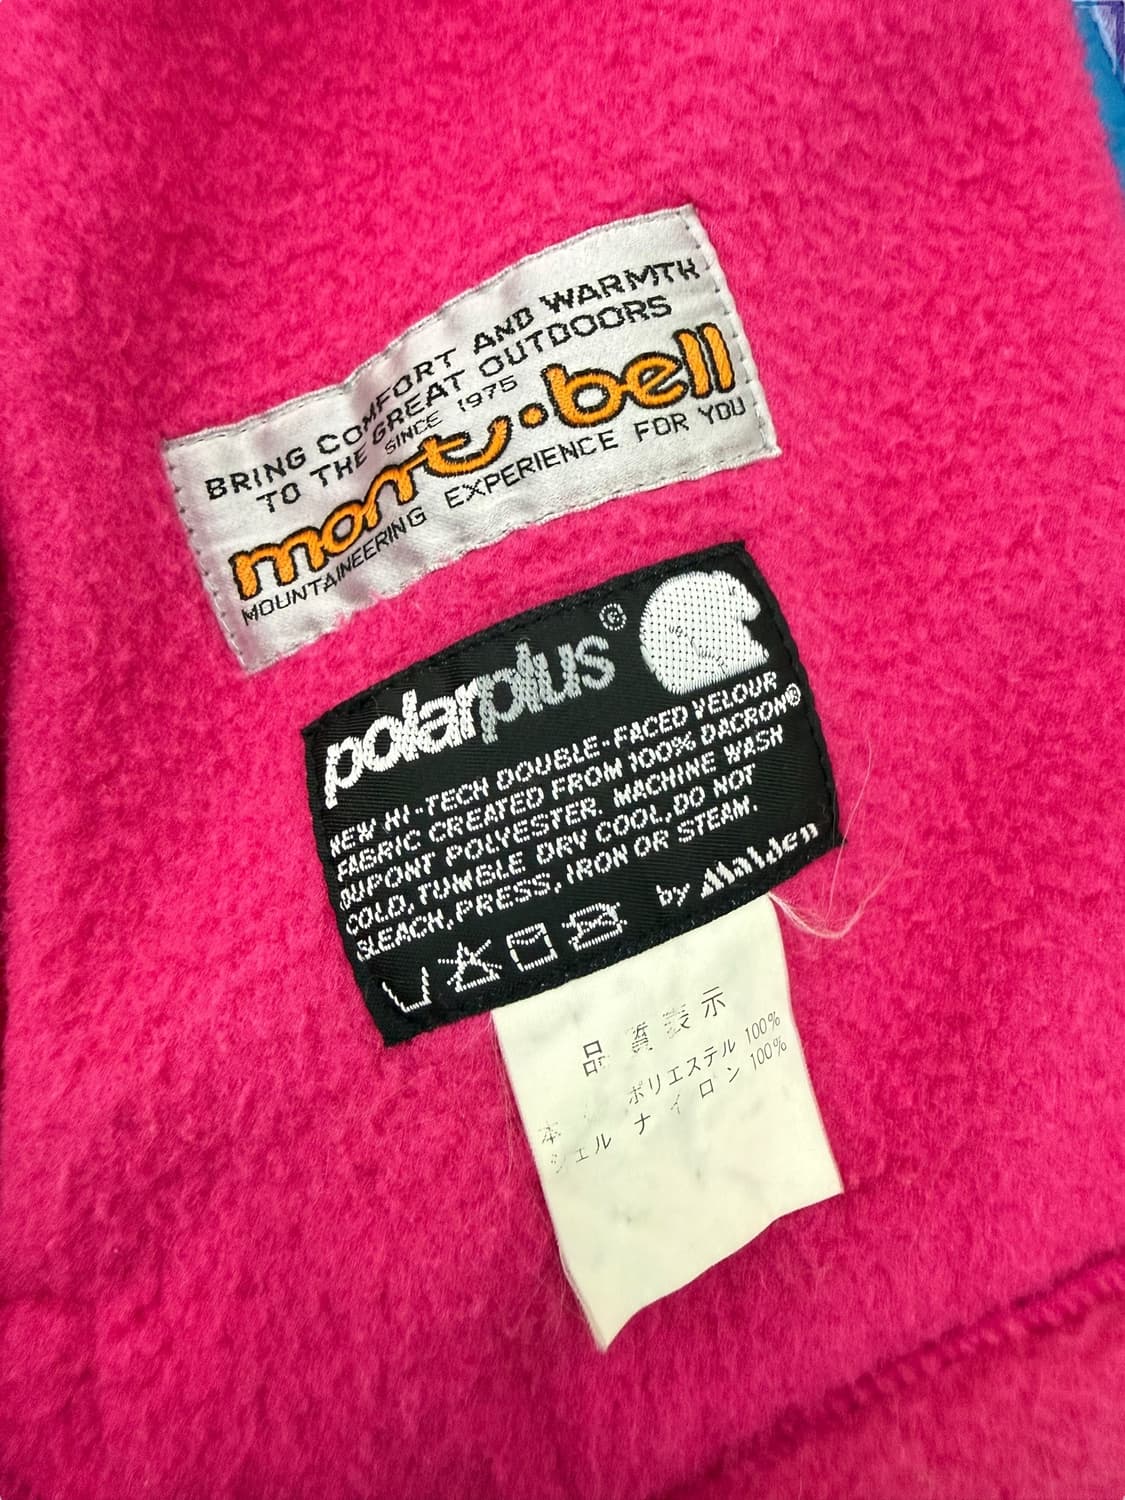 BRING COMFORT AND WARMTH
TO THE GREAT OUTDOORS
SINCE 1975
mont·bell
MOUNTAINEERING EXPERIENCE FOR YOU
polarplus®
NEW HI-TECH DOUBLE-FACED VELOUR
FABRIC CREATED FROM 100% DACRON®
DUPONT POLYESTER. MACHINE WASH
COLD, TUMBLE DRY COOL, DO NOT
BLEACH, PRESS, IRON OR STEAM.
by Malden
品質表示
本 ポリエステル 100%
シェル ナイロン 100%